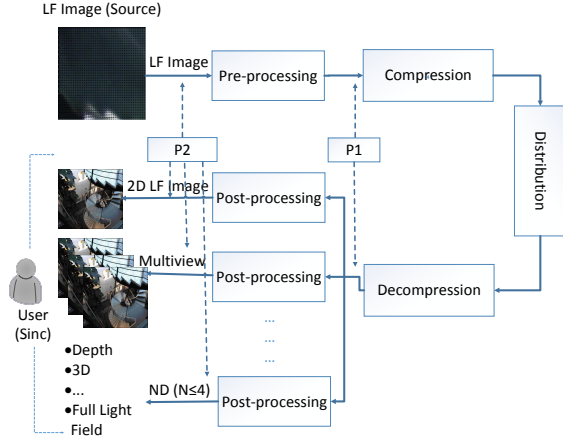 LF Image (Source)
LF Image
Pre-processing
Compression
Distribution
P2
P1
2D LF Image
Post-processing
Multiview
Post-processing
Decompression
User
(Sinc)
...
...
...
●Depth
●3D
●...
●Full Light
Field
ND (N≤4)
Post-processing